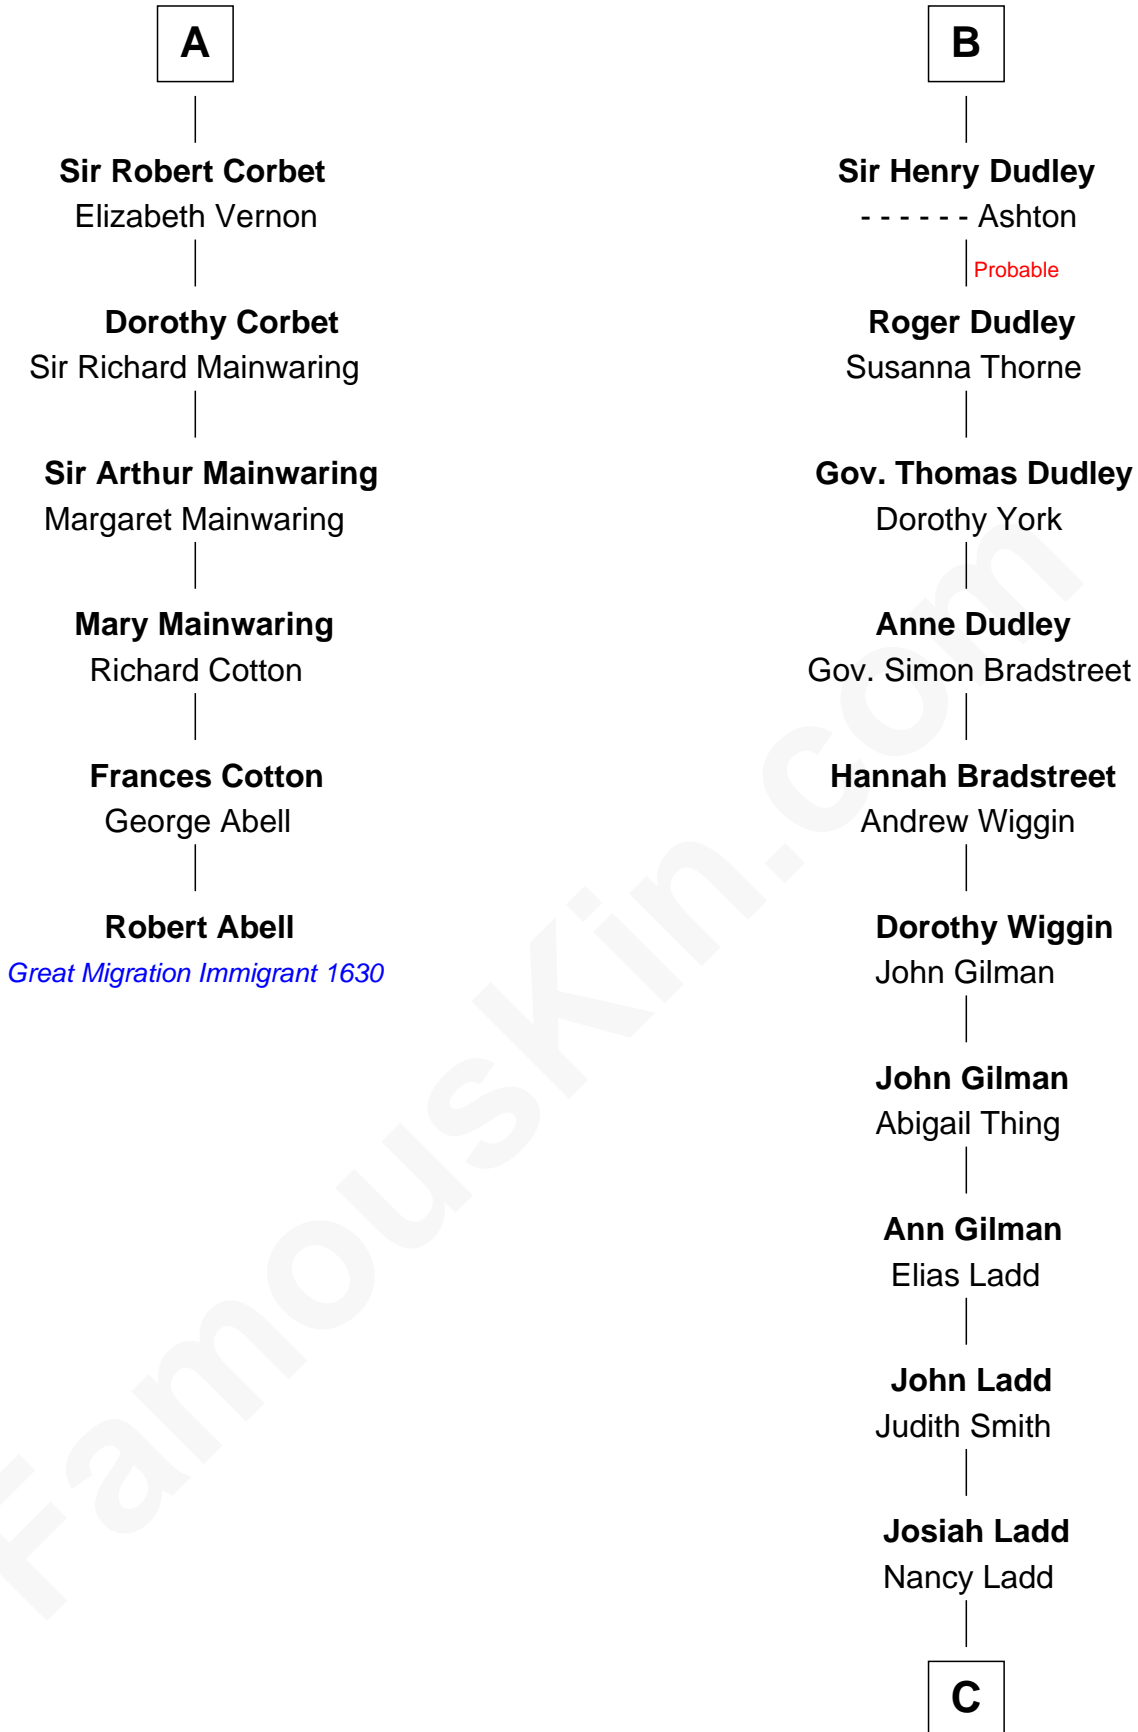 A
Sir Robert Corbet
Elizabeth Vernon
Dorothy Corbet
Sir Richard Mainwaring
Sir Arthur Mainwaring
Margaret Mainwaring
Mary Mainwaring
Richard Cotton
Frances Cotton
George Abell
Robert Abell
Great Migration Immigrant 1630
B
Sir Henry Dudley
- - - - - - Ashton
Probable
Roger Dudley
Susanna Thorne
Gov. Thomas Dudley
Dorothy York
Anne Dudley
Gov. Simon Bradstreet
Hannah Bradstreet
Andrew Wiggin
Dorothy Wiggin
John Gilman
John Gilman
Abigail Thing
Ann Gilman
Elias Ladd
John Ladd
Judith Smith
Josiah Ladd
Nancy Ladd
C
FamousKin.com